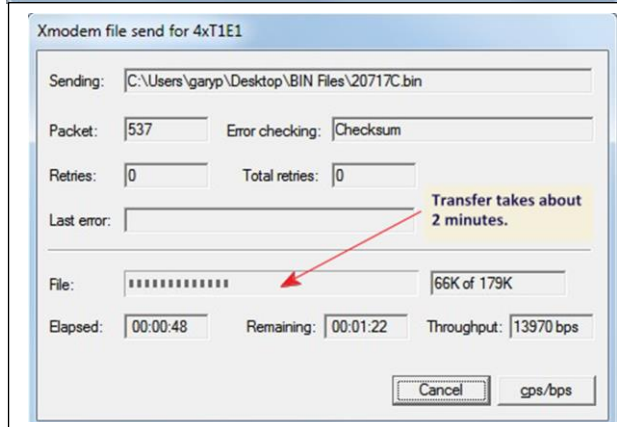 Xmodem file send for 4xT1E1
Sending: C:\Users\garyp\Desktop\BIN Files\20717C.bin
Packet: 537 Error checking: Checksum
Retries: 0 Total retries: 0
Transfer takes about
2 minutes.
Last error:
File: 66K of 179K
Elapsed: 00:00:48 Remaining: 00:01:22 Throughput: 13970 bps
Cancel cps/bps